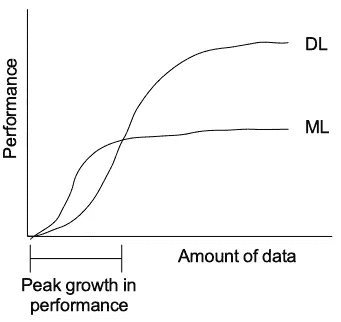 DL
ML
Performance
Amount of data
Peak growth in
performance